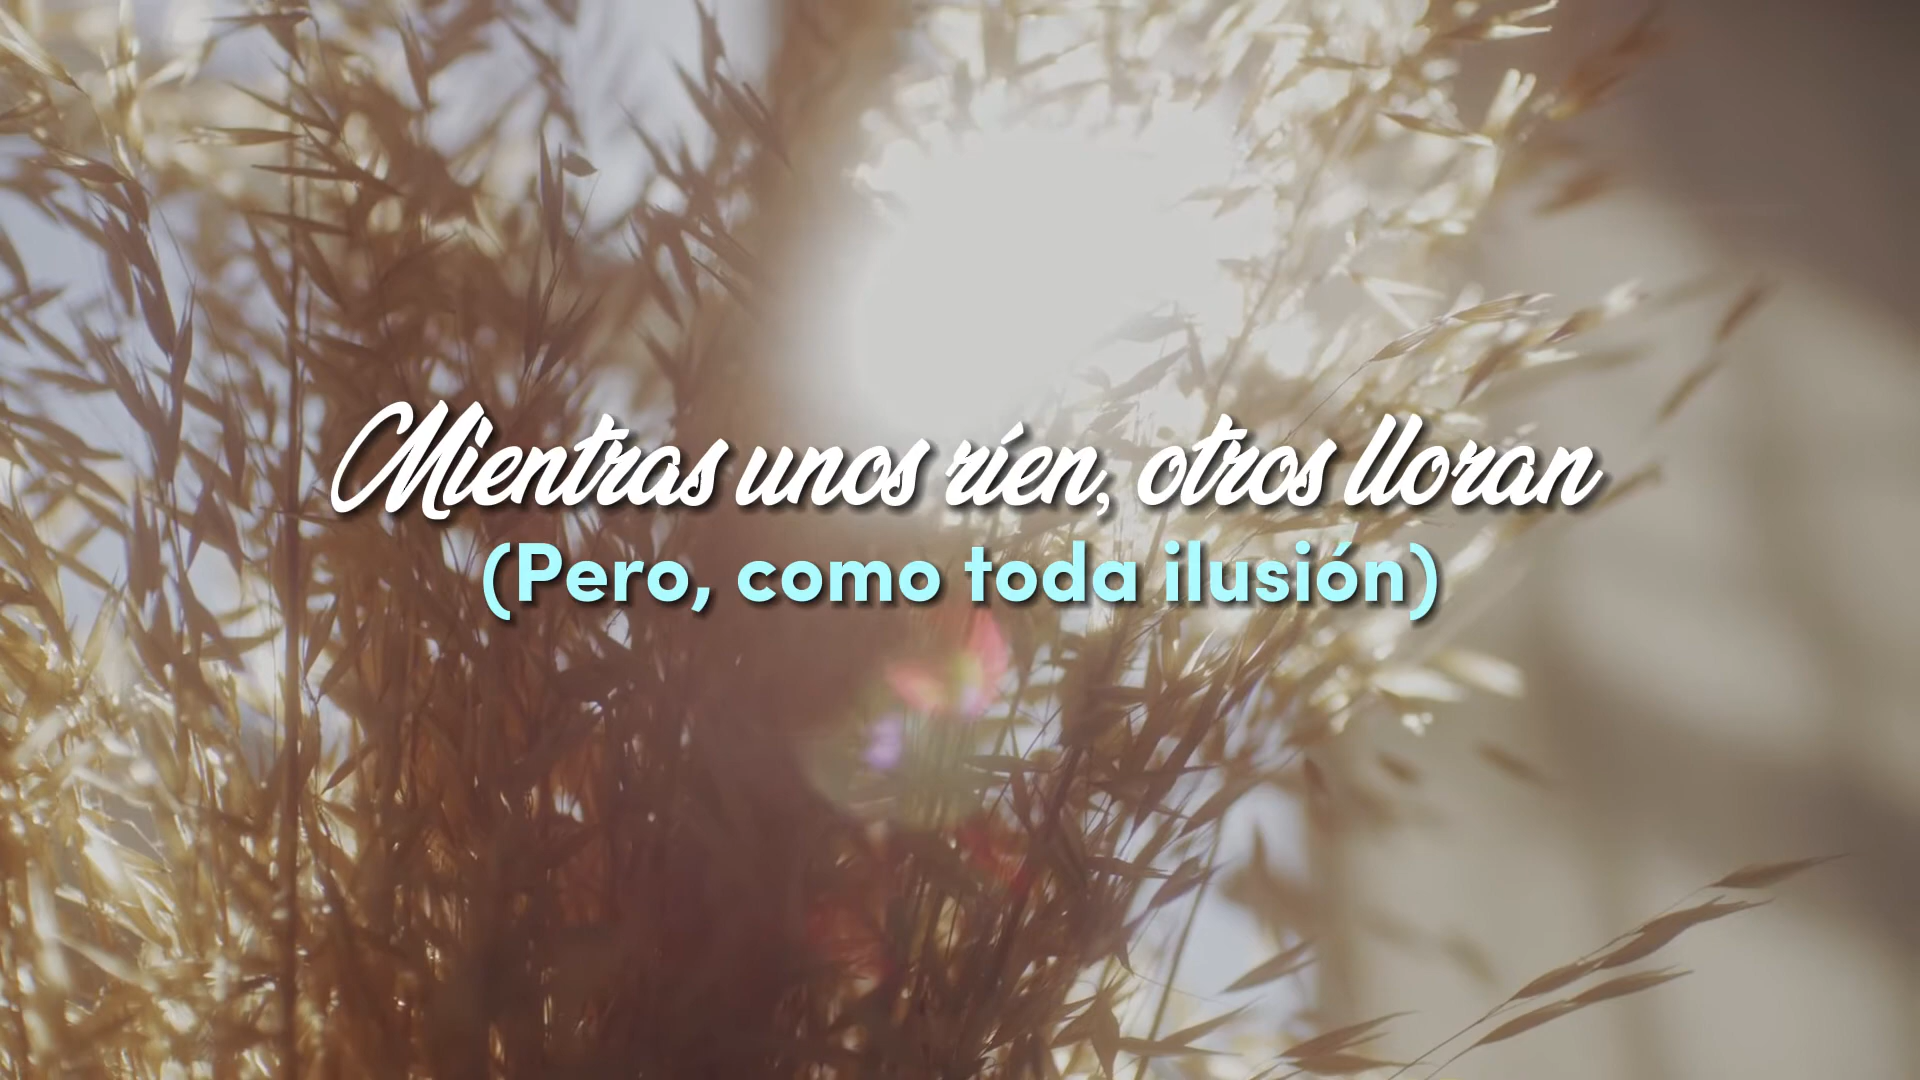 Mientras unos ríen, otros lloran
(Pero, como toda ilusión)